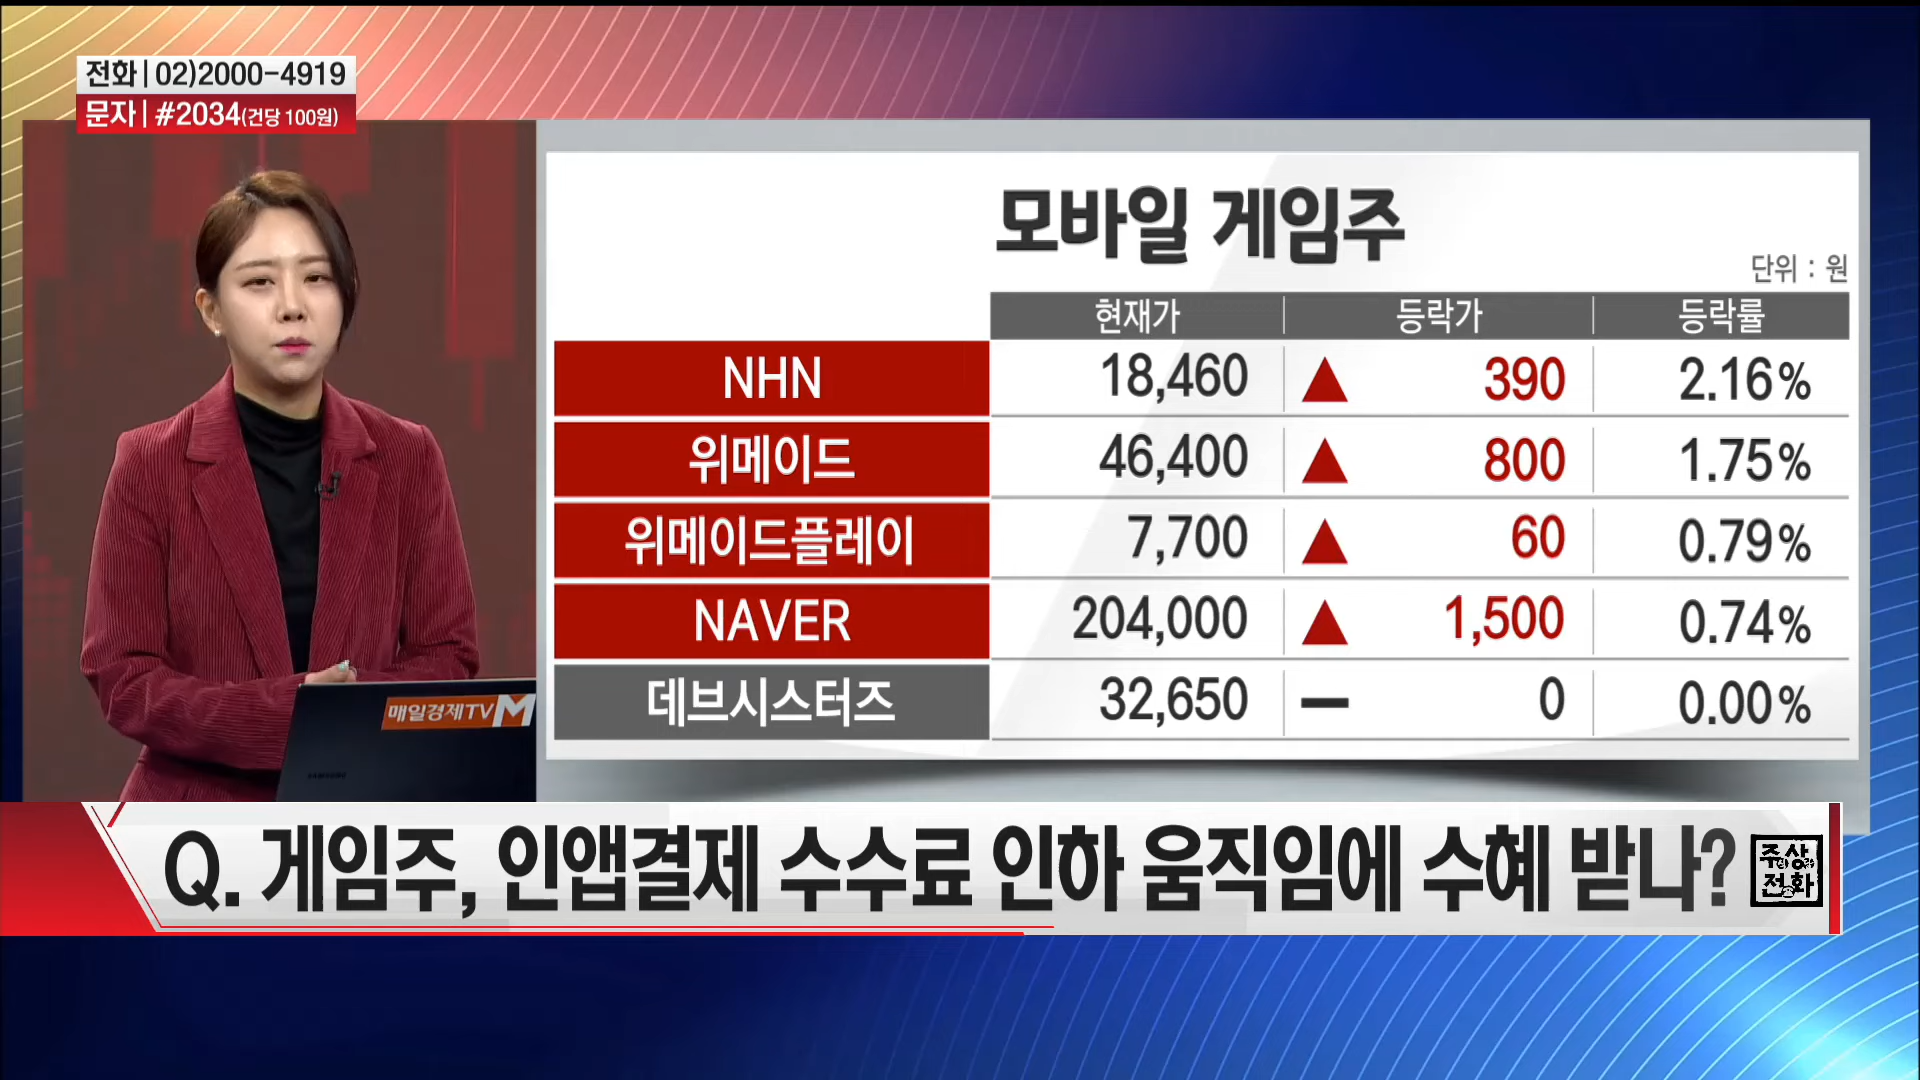 전화 | 02)2000-4919
문자 | #2034(건당 100원)
모바일 게임주
단위 : 원
현재가 등락가 등락률
NHN 18,460 ▲ 390 2.16%
위메이드 46,400 ▲ 800 1.75%
위메이드플레이 7,700 ▲ 60 0.79%
NAVER 204,000 ▲ 1,500 0.74%
데브시스터즈 32,650 － 0 0.00%
매일경제TV M
SAMSUNG
Q. 게임주, 인앱결제 수수료 인하 움직임에 수혜 받나?
주상
전화